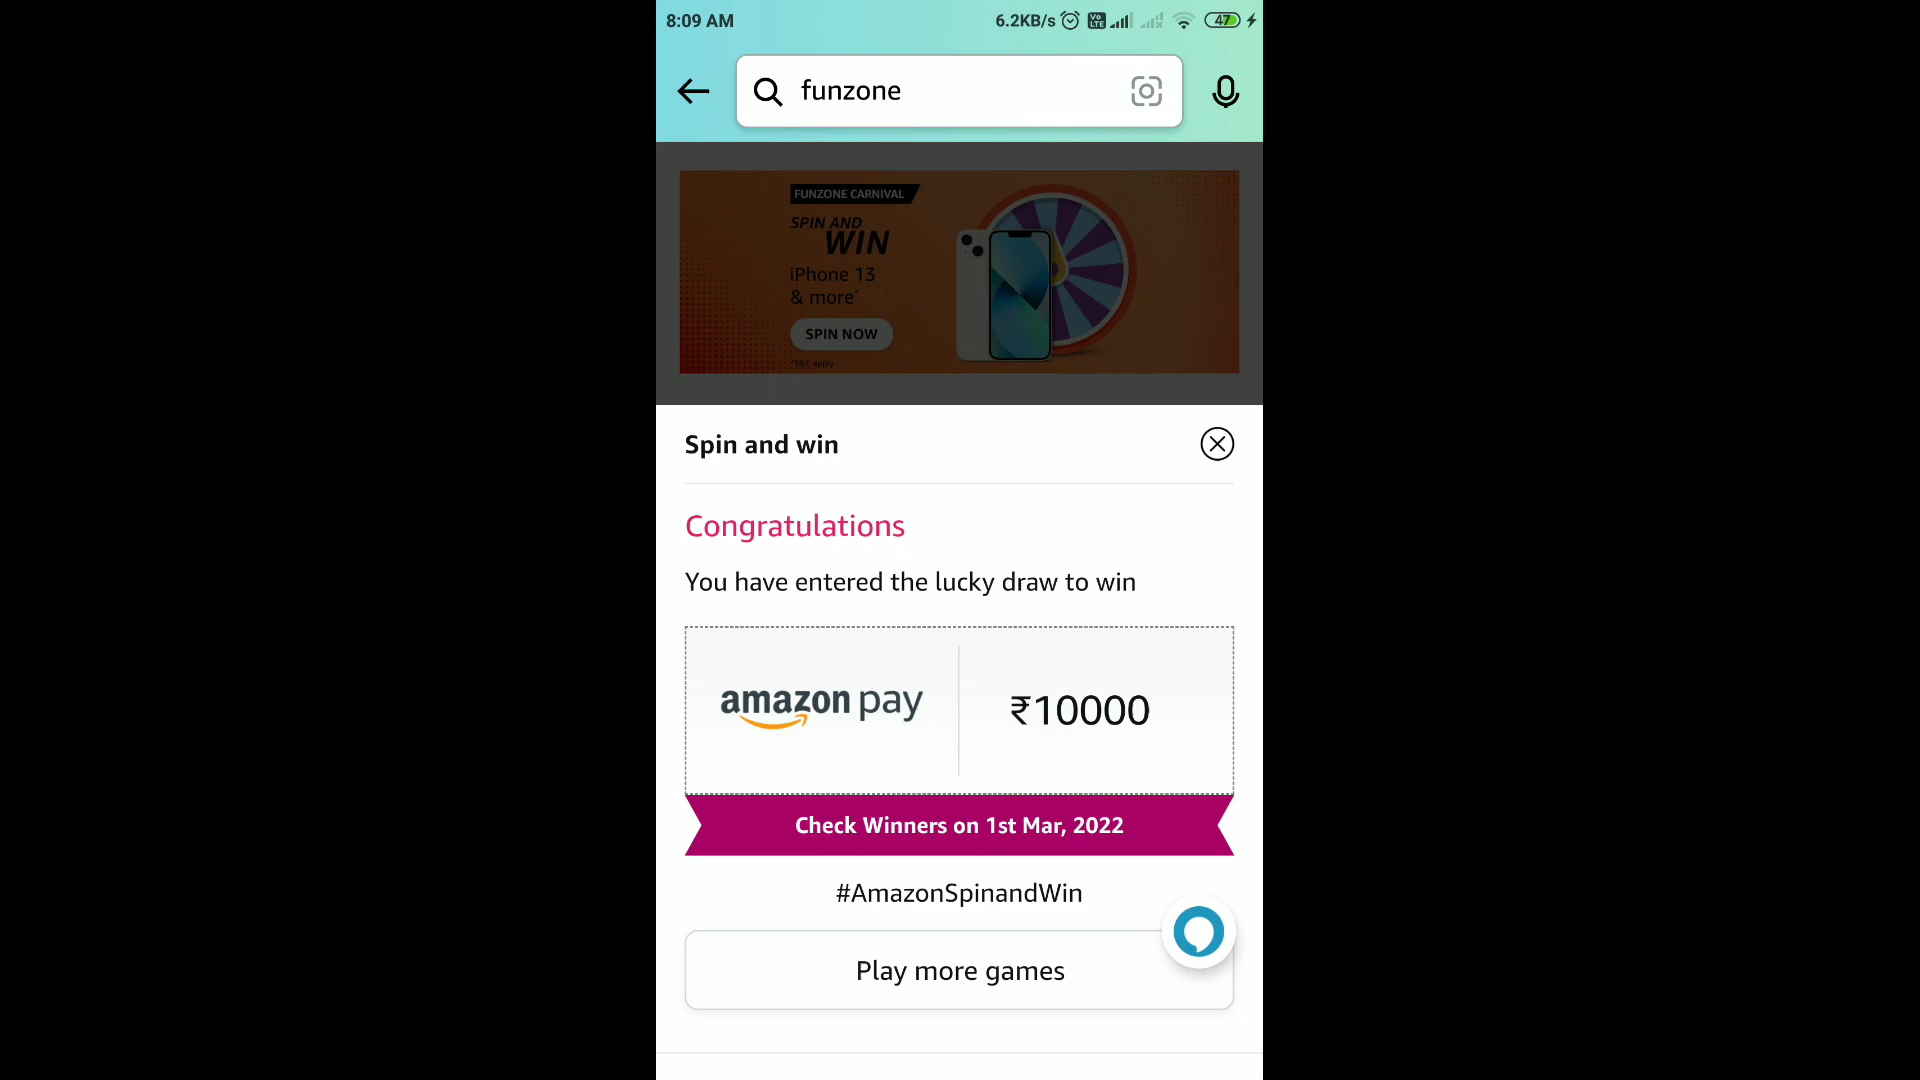 8:09 AM
6.2KB/s
Vo
LTE
47
funzone
FUNZONE CARNIVAL
SPIN AND
WIN
iPhone 13
& more*
SPIN NOW
*T&C apply
Spin and win
Congratulations
You have entered the lucky draw to win
amazon pay
₹10000
Check Winners on 1st Mar, 2022
#AmazonSpinandWin
Play more games